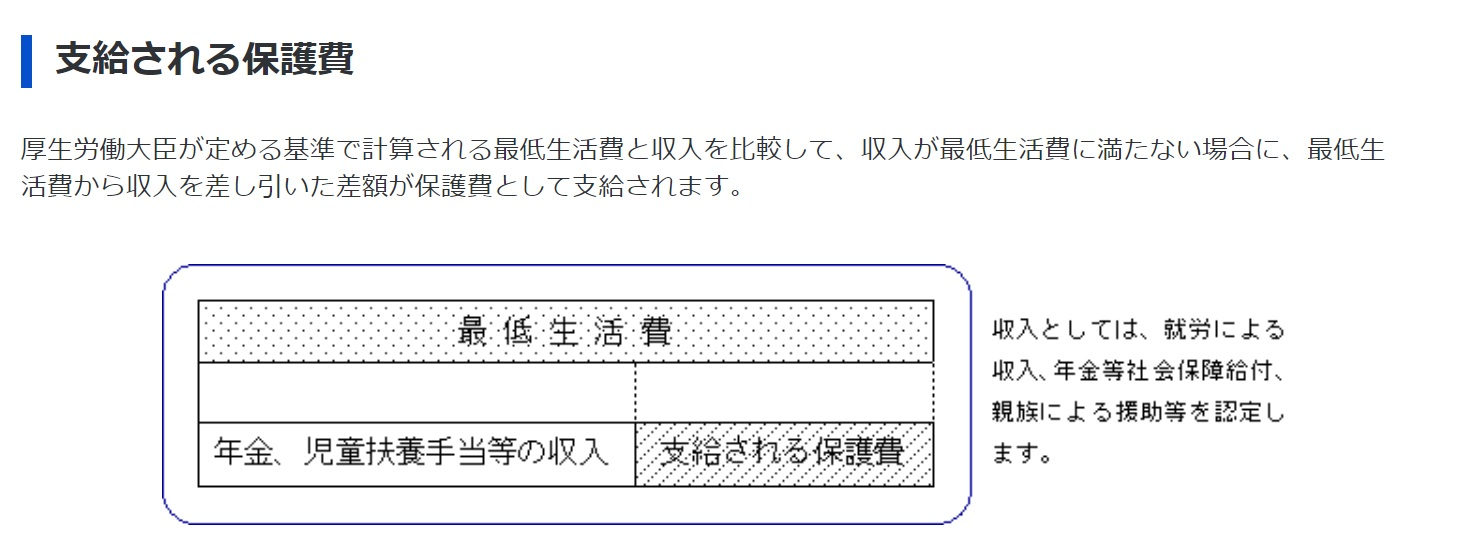 支給される保護費
厚生労働大臣が定める基準で計算される最低生活費と収入を比較して、収入が最低生活費に満たない場合に、最低生
活費から収入を差し引いた差額が保護費として支給されます。
最低生活費
年金、児童扶養手当等の収入
支給される保護費
収入としては、就労による
収入、年金等社会保障給付、
親族による援助等を認定し
ます。